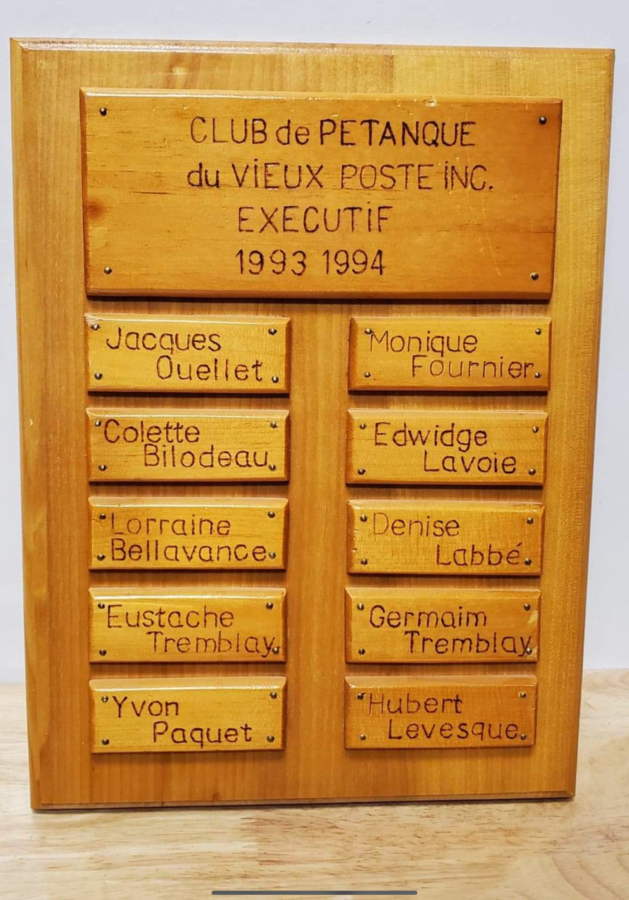 CLUB de PETANQUE
du ViEUX POSTE iNC.
EXECUTiF
1993 1994
Jacques
Ouellet
Monique
Fournier
Colette
Bilodeau
Edwidge
Lavoie
Lorraine
Bellavance
Denise
Labbé
Eustache
Tremblay
Germaim
Tremblay
Yvon
Paquet
Hubert
Levesque